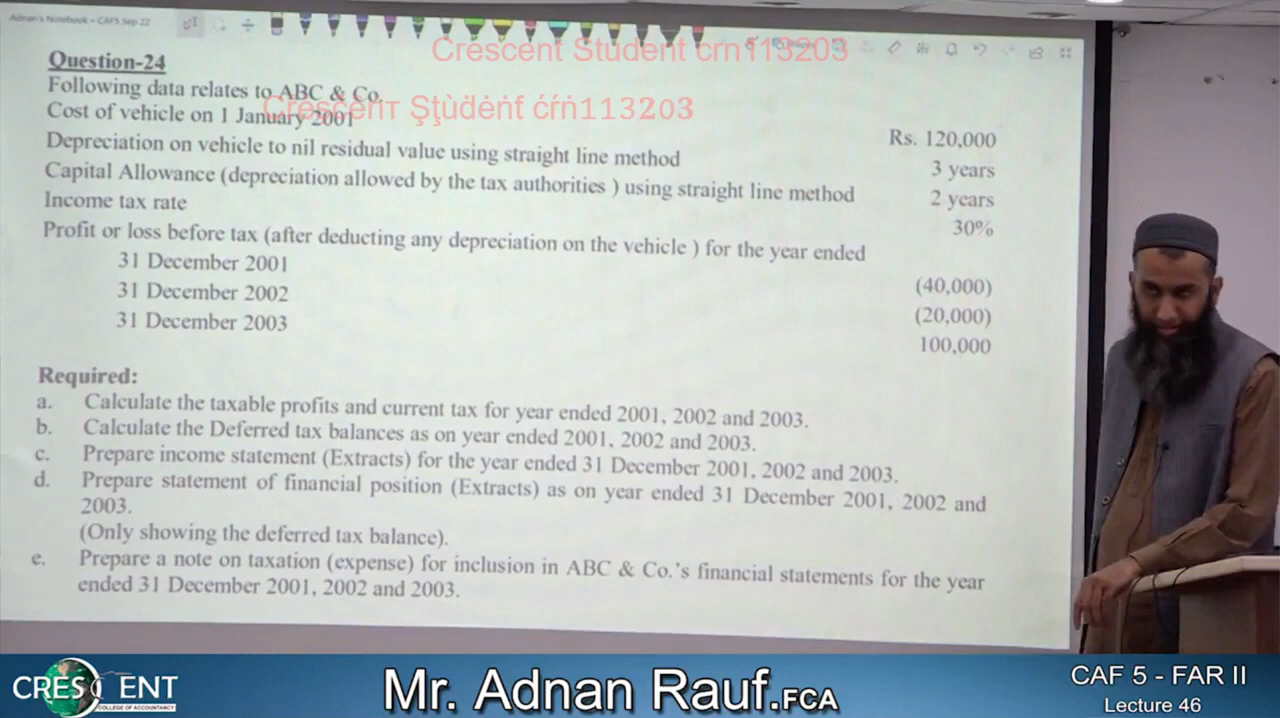 Adnan's Notebook • CAF5 Sep 22
Crescent Student crn113203
Question-24
Following data relates to ABC & Co.
Crescenт Şţùdėṅf ćŕṅ113203
Cost of vehicle on 1 January 2001 Rs. 120,000
Depreciation on vehicle to nil residual value using straight line method 3 years
Capital Allowance (depreciation allowed by the tax authorities ) using straight line method 2 years
Income tax rate 30%
Profit or loss before tax (after deducting any depreciation on the vehicle ) for the year ended
31 December 2001 (40,000)
31 December 2002 (20,000)
31 December 2003 100,000
Required:
a. Calculate the taxable profits and current tax for year ended 2001, 2002 and 2003.
b. Calculate the Deferred tax balances as on year ended 2001, 2002 and 2003.
c. Prepare income statement (Extracts) for the year ended 31 December 2001, 2002 and 2003.
d. Prepare statement of financial position (Extracts) as on year ended 31 December 2001, 2002 and
2003.
(Only showing the deferred tax balance).
e. Prepare a note on taxation (expense) for inclusion in ABC & Co.'s financial statements for the year
ended 31 December 2001, 2002 and 2003.
CRESCENT
COLLEGE OF ACCOUNTANCY
Mr. Adnan Rauf.FCA
CAF 5 - FAR II
Lecture 46